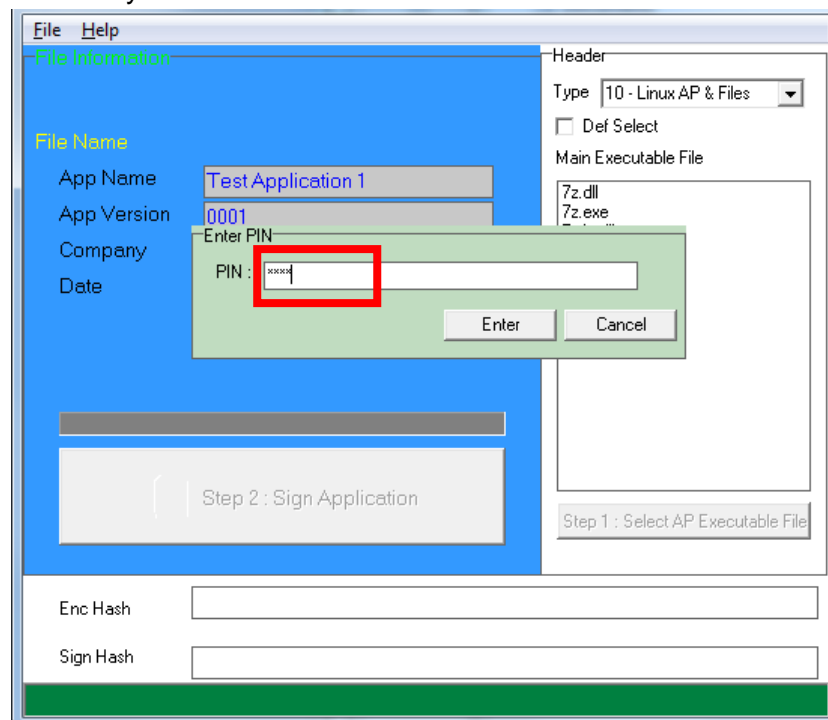 File Help
File Information
File Name
App Name Test Application 1
App Version 0001
Company
Date
Header
Type 10 - Linux AP & Files
Def Select
Main Executable File
7z.dll
7z.exe
Enter PIN
PIN : ****
Enter Cancel
Step 2 : Sign Application
Step 1 : Select AP Executable File
Enc Hash
Sign Hash